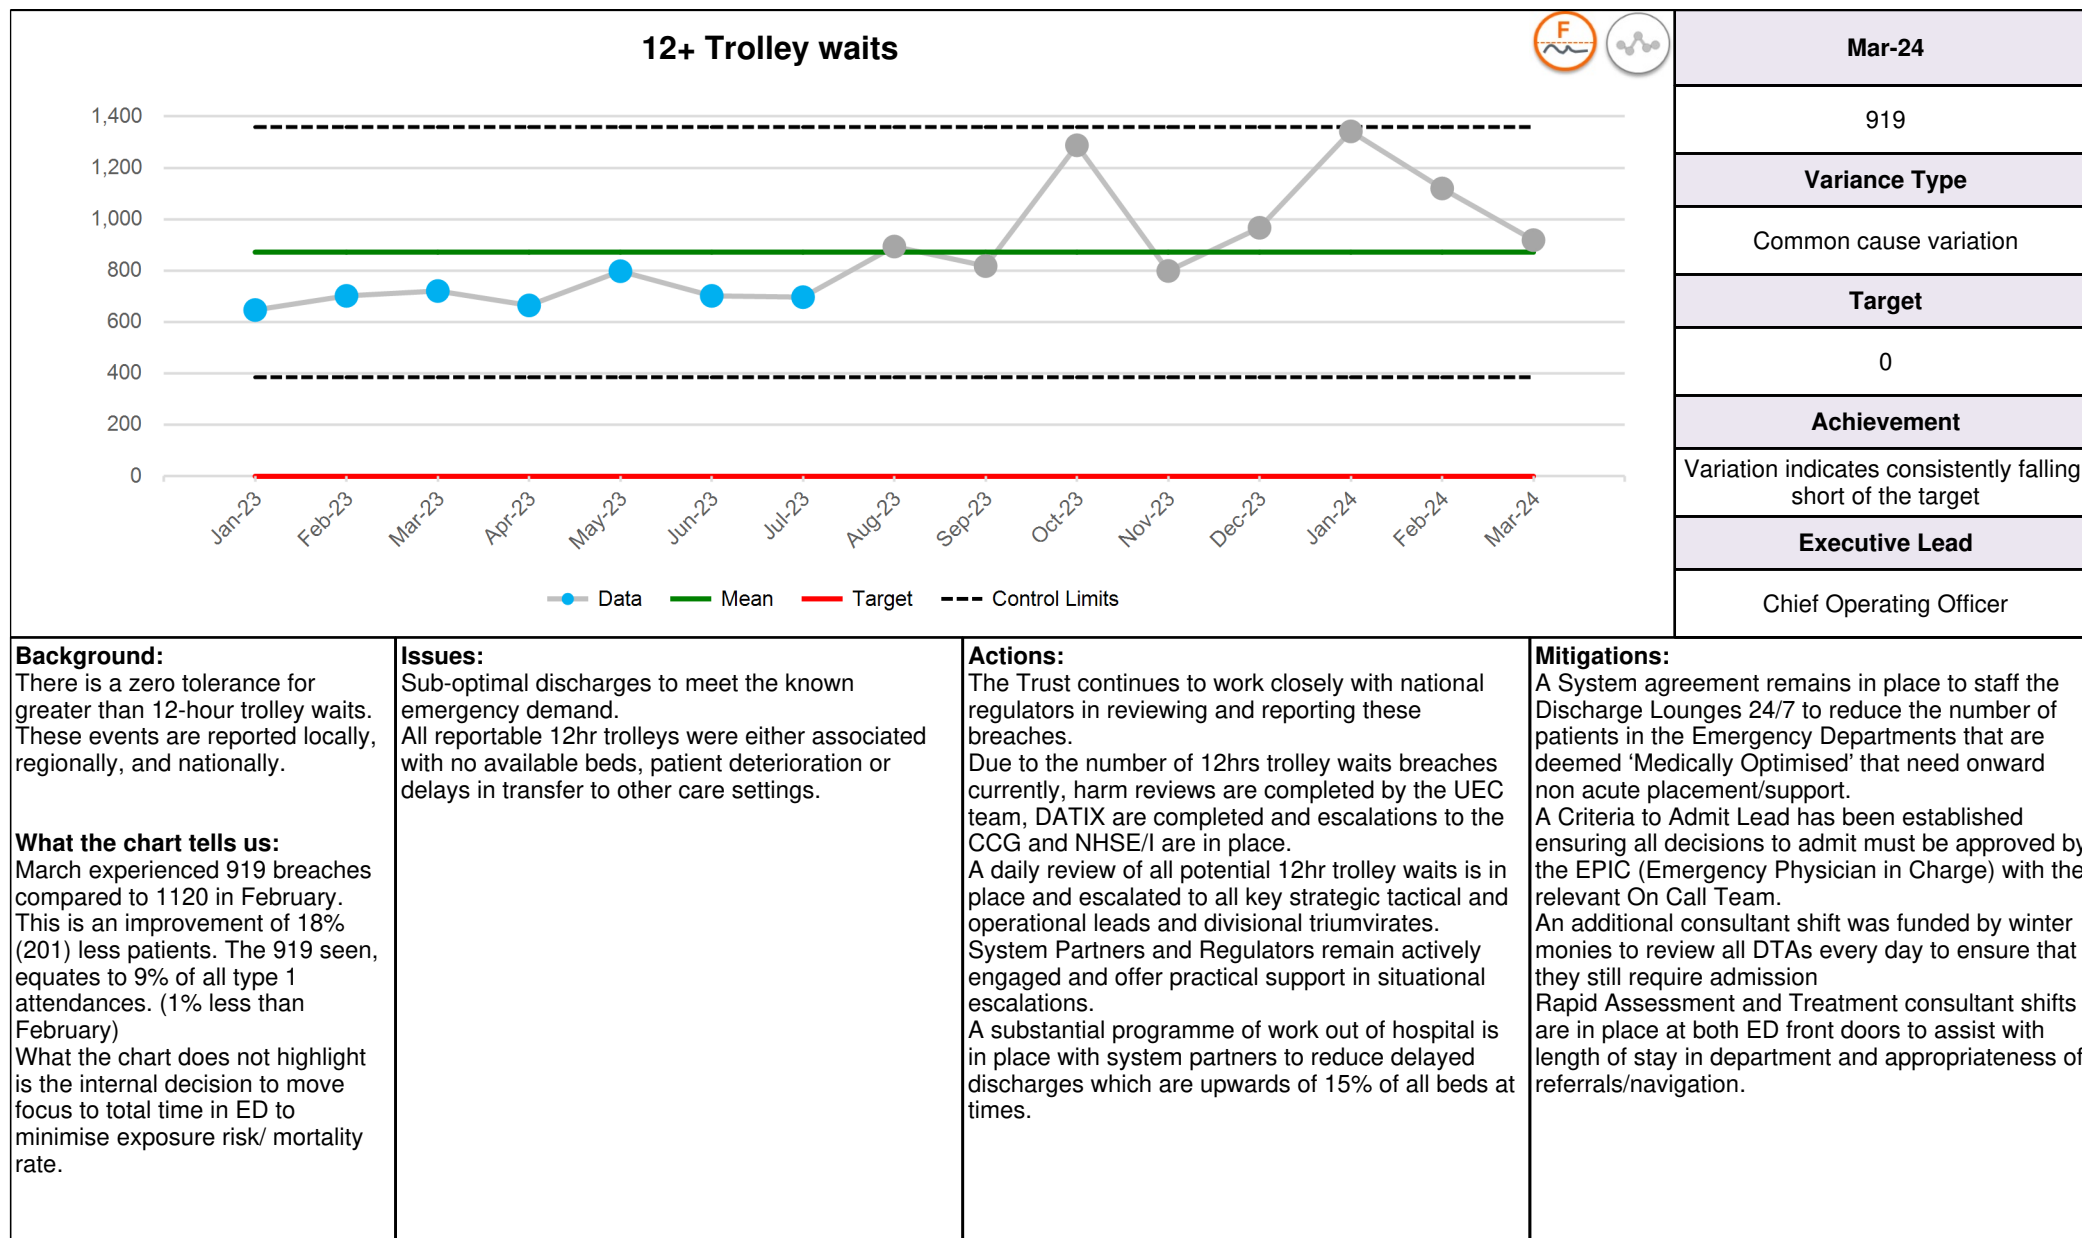 12+ Trolley waits
F
1,400
1,200
1,000
800
600
400
200
0
Jan-23
Feb-23
Mar-23
Apr-23
May-23
Jun-23
Jul-23
Aug-23
Sep-23
Oct-23
Nov-23
Dec-23
Jan-24
Feb-24
Mar-24
Data
Mean
Target
Control Limits
Mar-24
919
Variance Type
Common cause variation
Target
0
Achievement
Variation indicates consistently falling
short of the target
Executive Lead
Chief Operating Officer
Background:
There is a zero tolerance for
greater than 12-hour trolley waits.
These events are reported locally,
regionally, and nationally.
What the chart tells us:
March experienced 919 breaches
compared to 1120 in February.
This is an improvement of 18%
(201) less patients. The 919 seen,
equates to 9% of all type 1
attendances. (1% less than
February)
What the chart does not highlight
is the internal decision to move
focus to total time in ED to
minimise exposure risk/ mortality
rate.
Issues:
Sub-optimal discharges to meet the known
emergency demand.
All reportable 12hr trolleys were either associated
with no available beds, patient deterioration or
delays in transfer to other care settings.
Actions:
The Trust continues to work closely with national
regulators in reviewing and reporting these
breaches.
Due to the number of 12hrs trolley waits breaches
currently, harm reviews are completed by the UEC
team, DATIX are completed and escalations to the
CCG and NHSE/I are in place.
A daily review of all potential 12hr trolley waits is in
place and escalated to all key strategic tactical and
operational leads and divisional triumvirates.
System Partners and Regulators remain actively
engaged and offer practical support in situational
escalations.
A substantial programme of work out of hospital is
in place with system partners to reduce delayed
discharges which are upwards of 15% of all beds at
times.
Mitigations:
A System agreement remains in place to staff the
Discharge Lounges 24/7 to reduce the number of
patients in the Emergency Departments that are
deemed ‘Medically Optimised’ that need onward
non acute placement/support.
A Criteria to Admit Lead has been established
ensuring all decisions to admit must be approved by
the EPIC (Emergency Physician in Charge) with the
relevant On Call Team.
An additional consultant shift was funded by winter
monies to review all DTAs every day to ensure that
they still require admission
Rapid Assessment and Treatment consultant shifts
are in place at both ED front doors to assist with
length of stay in department and appropriateness of
referrals/navigation.